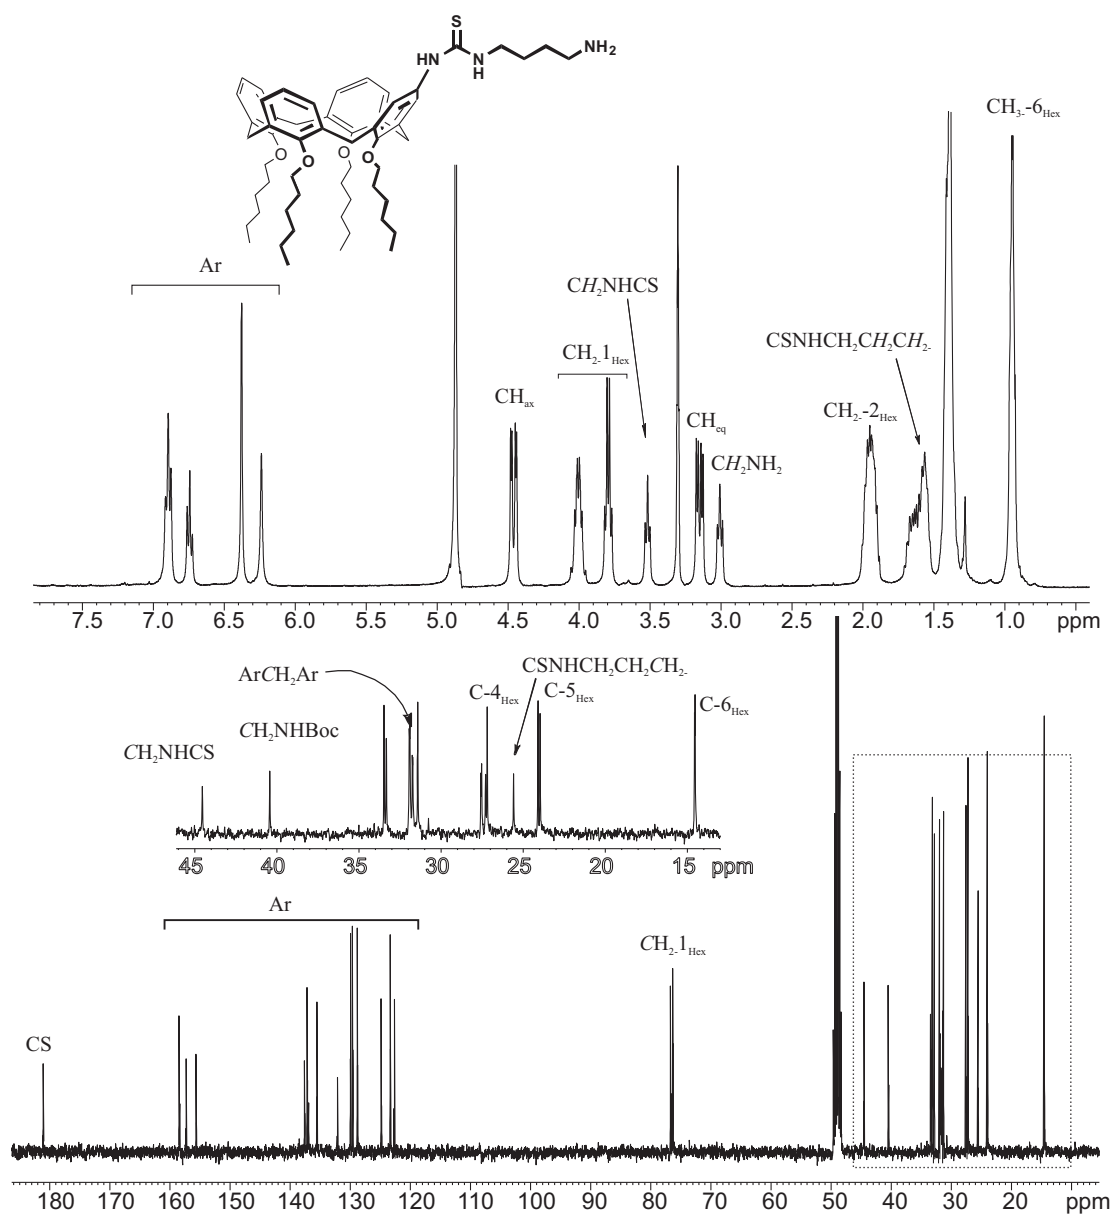 S
HN
N
H
NH2
O
O
O
O
CH3-6Hex
Ar
CH2NHCS
CSNHCH2CH2CH2-
CH2-1Hex
CHax
CHeq
CH2-2Hex
CH2NH2
7.5 7.0 6.5 6.0 5.5 5.0 4.5 4.0 3.5 3.0 2.5 2.0 1.5 1.0 ppm
ArCH2Ar
CSNHCH2CH2CH2-
C-4Hex
C-5Hex
C-6Hex
CH2NHBoc
CH2NHCS
45 40 35 30 25 20 15 ppm
Ar
CH2-1Hex
CS
180 170 160 150 140 130 120 110 100 90 80 70 60 50 40 30 20 ppm